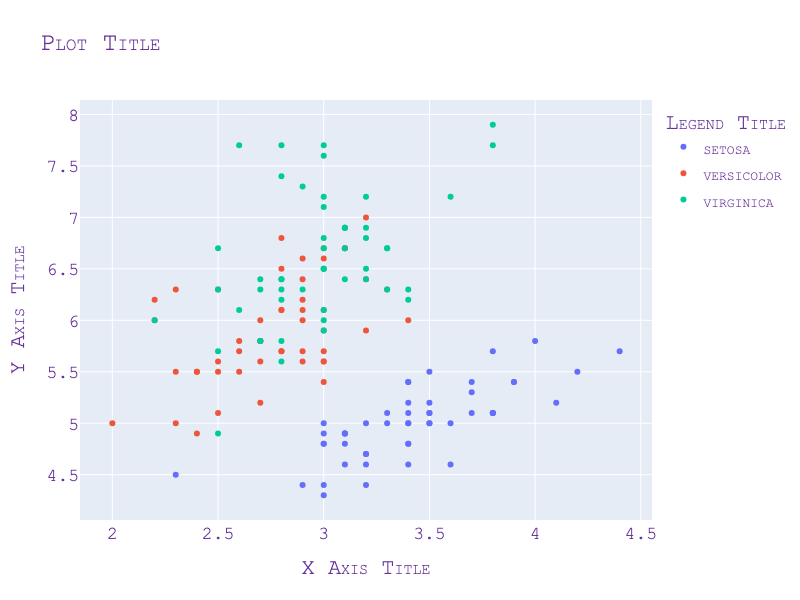 Plot Title
Legend Title
setosa
versicolor
virginica
Y Axis Title
8
7.5
7
6.5
6
5.5
5
4.5
2
2.5
3
3.5
4
4.5
X Axis Title